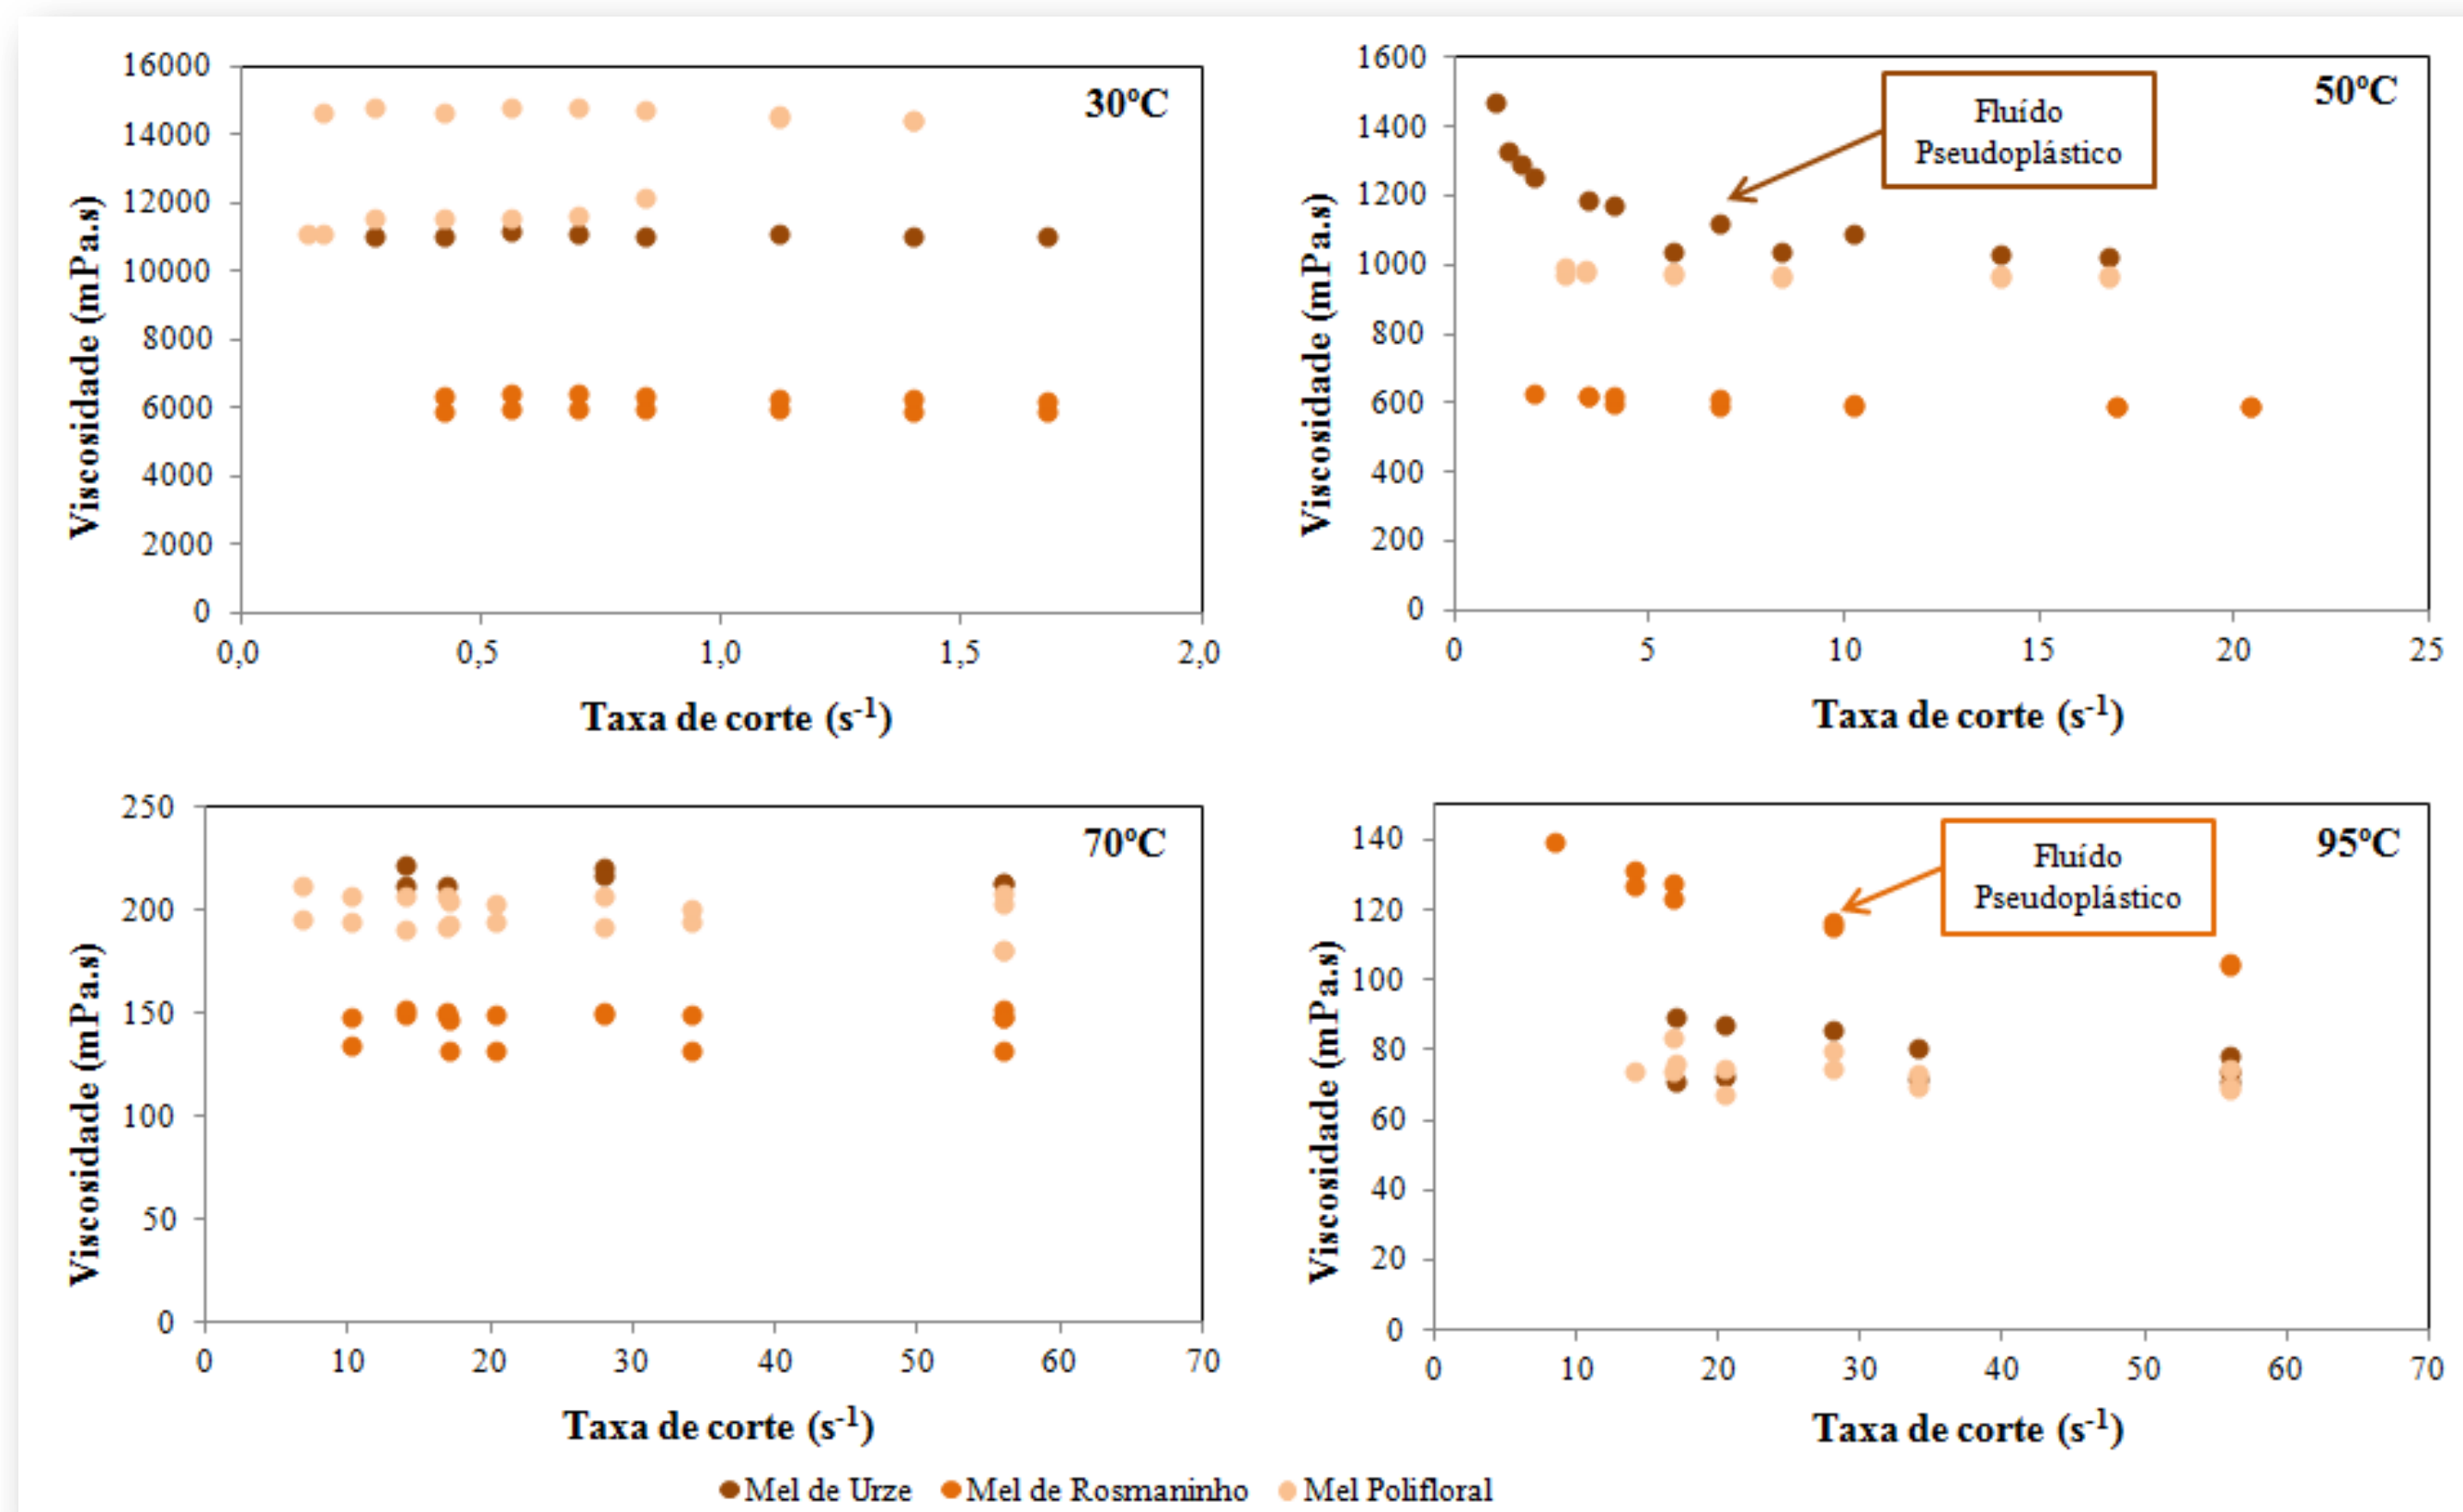 16000
14000
12000
10000
8000
6000
4000
2000
0
0,0 0,5 1,0 1,5 2,0
Viscosidade (mPa.s)
Taxa de corte (s-1)
30ºC
1600
1400
1200
1000
800
600
400
200
0
0 5 10 15 20 25
Viscosidade (mPa.s)
Taxa de corte (s-1)
50ºC
Fluído
Pseudoplástico
250
200
150
100
50
0
0 10 20 30 40 50 60 70
Viscosidade (mPa.s)
Taxa de corte (s-1)
70ºC
140
120
100
80
60
40
20
0
0 10 20 30 40 50 60 70
Viscosidade (mPa.s)
Taxa de corte (s-1)
95ºC
Fluído
Pseudoplástico
Mel de Urze Mel de Rosmaninho Mel Polifloral